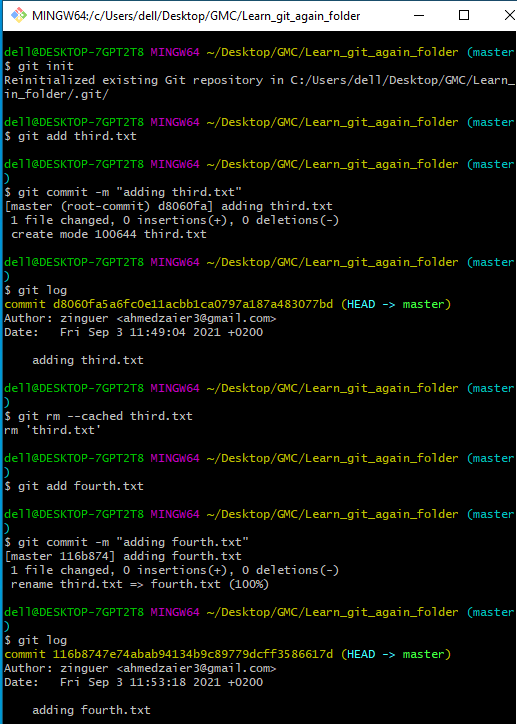 MINGW64:/c/Users/dell/Desktop/GMC/Learn_git_again_folder
dell@DESKTOP-7GPT2T8 MINGW64 ~/Desktop/GMC/Learn_git_again_folder (master
$ git init
Reinitialized existing Git repository in C:/Users/dell/Desktop/GMC/Learn_
in_folder/.git/
dell@DESKTOP-7GPT2T8 MINGW64 ~/Desktop/GMC/Learn_git_again_folder (master
$ git add third.txt
dell@DESKTOP-7GPT2T8 MINGW64 ~/Desktop/GMC/Learn_git_again_folder (master
)
$ git commit -m "adding third.txt"
[master (root-commit) d8060fa] adding third.txt
 1 file changed, 0 insertions(+), 0 deletions(-)
 create mode 100644 third.txt
dell@DESKTOP-7GPT2T8 MINGW64 ~/Desktop/GMC/Learn_git_again_folder (master
)
$ git log
commit d8060fa5a6fc0e11acbb1ca0797a187a483077bd (HEAD -> master)
Author: zinguer <ahmedzaier3@gmail.com>
Date:   Fri Sep 3 11:49:04 2021 +0200
    adding third.txt
dell@DESKTOP-7GPT2T8 MINGW64 ~/Desktop/GMC/Learn_git_again_folder (master
)
$ git rm --cached third.txt
rm 'third.txt'
dell@DESKTOP-7GPT2T8 MINGW64 ~/Desktop/GMC/Learn_git_again_folder (master
)
$ git add fourth.txt
dell@DESKTOP-7GPT2T8 MINGW64 ~/Desktop/GMC/Learn_git_again_folder (master
)
$ git commit -m "adding fourth.txt"
[master 116b874] adding fourth.txt
 1 file changed, 0 insertions(+), 0 deletions(-)
 rename third.txt => fourth.txt (100%)
dell@DESKTOP-7GPT2T8 MINGW64 ~/Desktop/GMC/Learn_git_again_folder (master
)
$ git log
commit 116b8747e74abab94134b9c89779dcff3586617d (HEAD -> master)
Author: zinguer <ahmedzaier3@gmail.com>
Date:   Fri Sep 3 11:53:18 2021 +0200
    adding fourth.txt